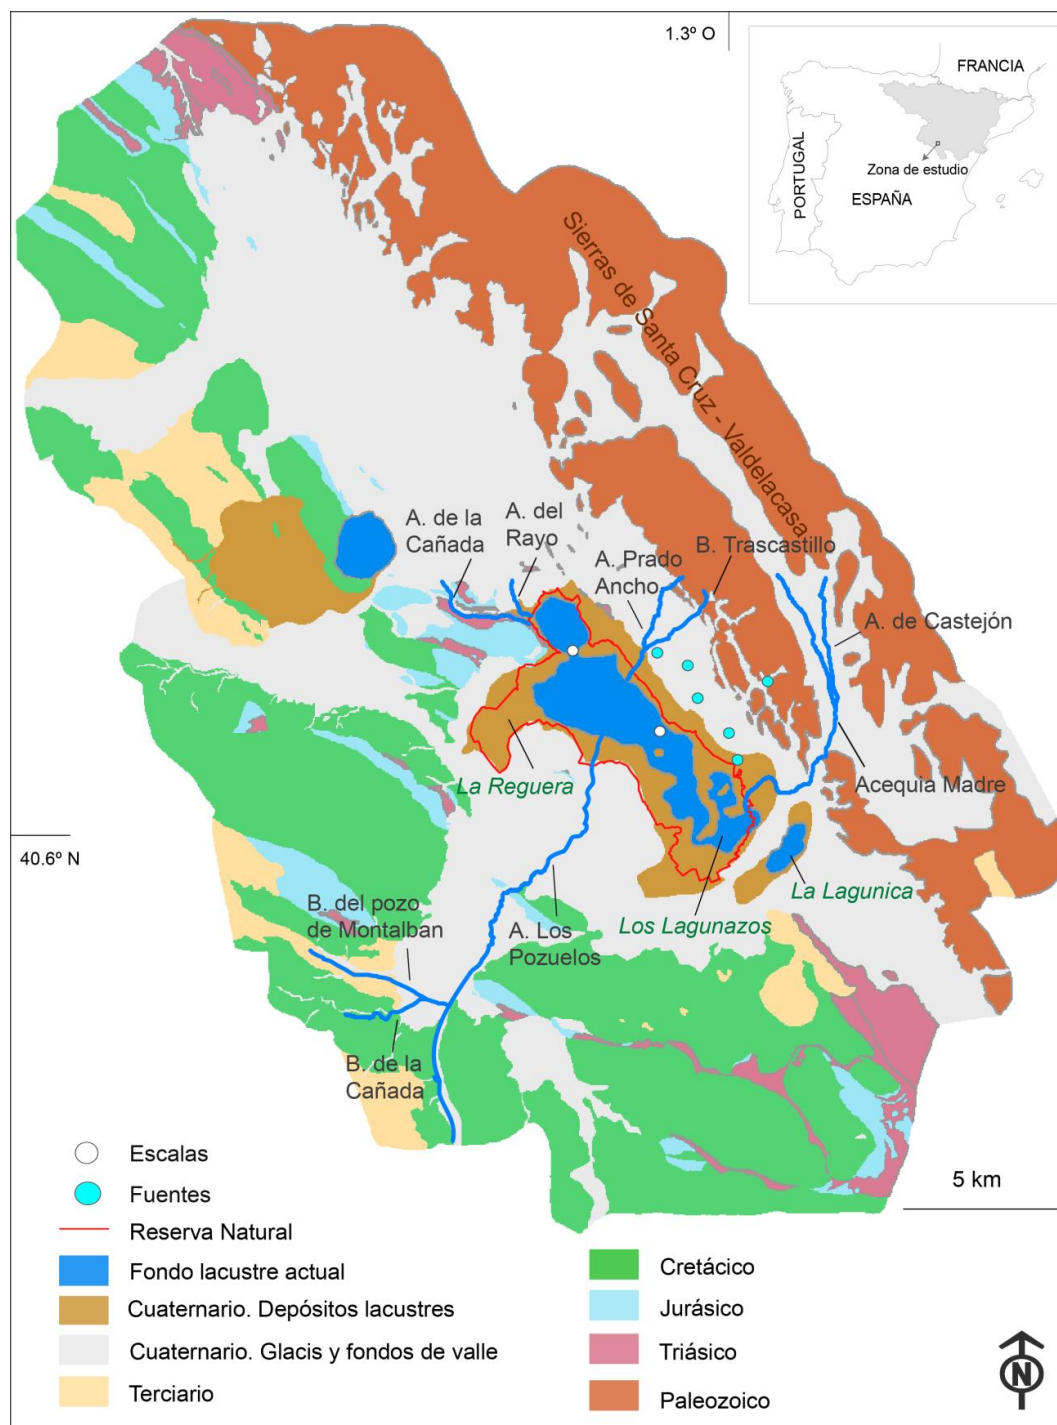 1.3º O
FRANCIA
PORTUGAL
ESPAÑA
Zona de estudio
Sierras de Santa Cruz - Valdelacasa
A. de la
Cañada
A. del
Rayo
A. Prado
Ancho
B. Trascastillo
A. de Castejón
La Reguera
Acequia Madre
40.6º N
La Lagunica
Los Lagunazos
B. del pozo
de Montalban
A. Los
Pozuelos
B. de la
Cañada
5 km
Escalas
Fuentes
Reserva Natural
Fondo lacustre actual
Cuaternario. Depósitos lacustres
Cuaternario. Glacis y fondos de valle
Terciario
Cretácico
Jurásico
Triásico
Paleozoico
N